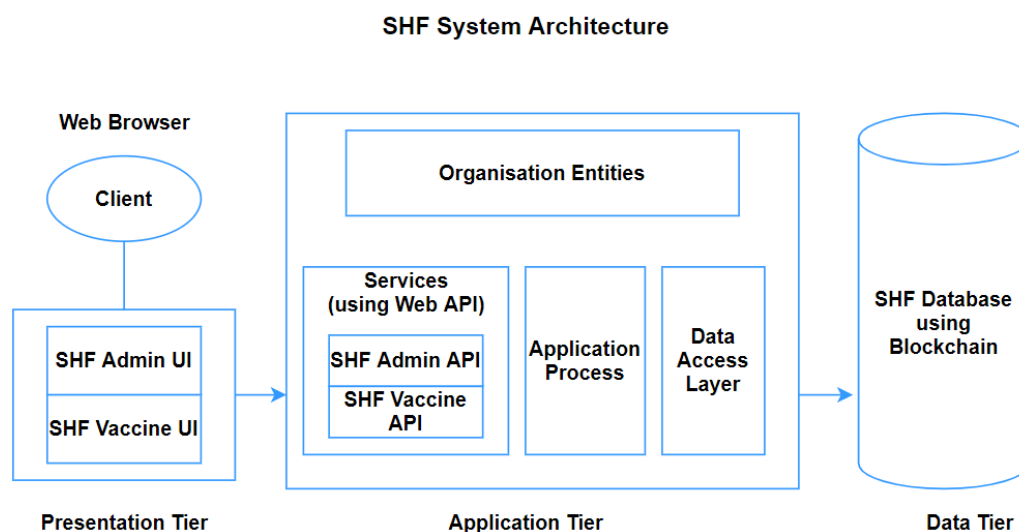 SHF System Architecture
Web Browser
Client
SHF Admin UI
SHF Vaccine UI
Presentation Tier
Organisation Entities
Services
(using Web API)
SHF Admin API
SHF Vaccine
API
Application
Process
Data
Access
Layer
Application Tier
SHF Database
using
Blockchain
Data Tier